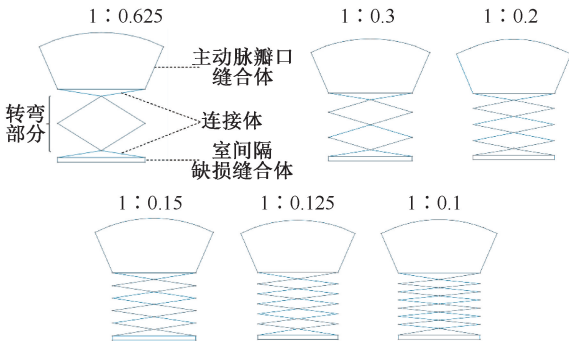 1∶0.625
1∶0.3
1∶0.2
主动脉瓣口
缝合体
转弯
部分
连接体
室间隔
缺损缝合体
1∶0.15
1∶0.125
1∶0.1